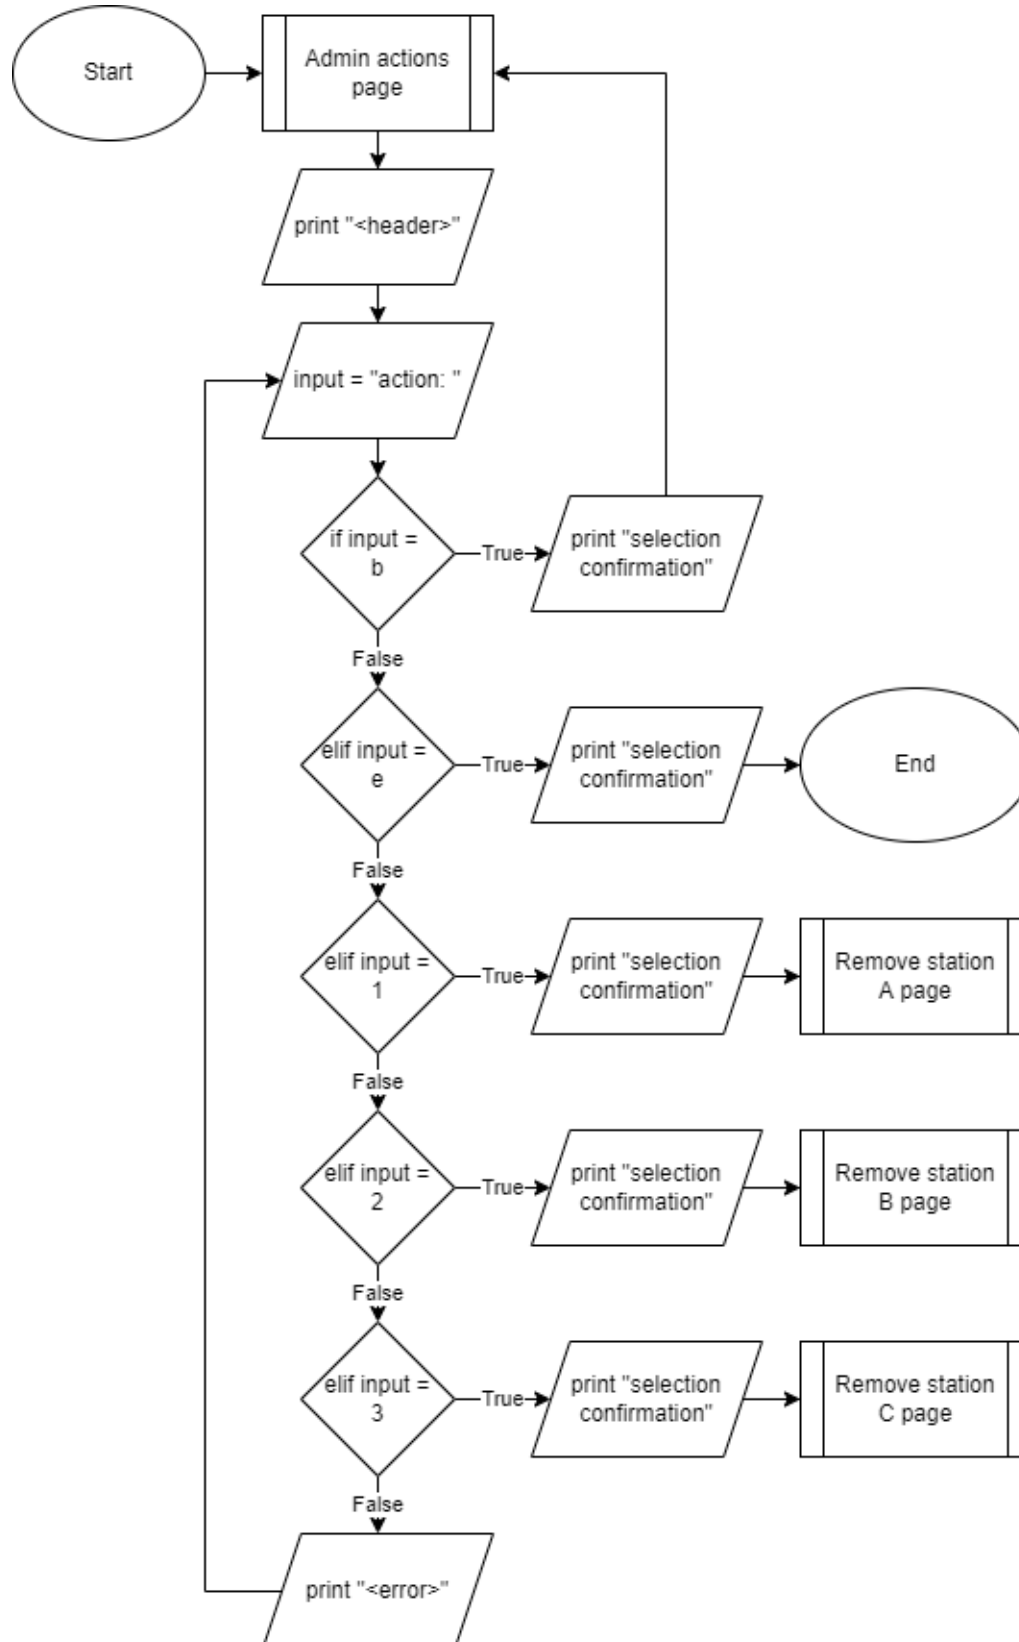 Start
Admin actions
page
print "<header>"
input = "action: "
if input =
b
True
print "selection
confirmation"
False
elif input =
e
True
print "selection
confirmation"
End
False
elif input =
1
True
print "selection
confirmation"
Remove station
A page
False
elif input =
2
True
print "selection
confirmation"
Remove station
B page
False
elif input =
3
True
print "selection
confirmation"
Remove station
C page
False
print "<error>"